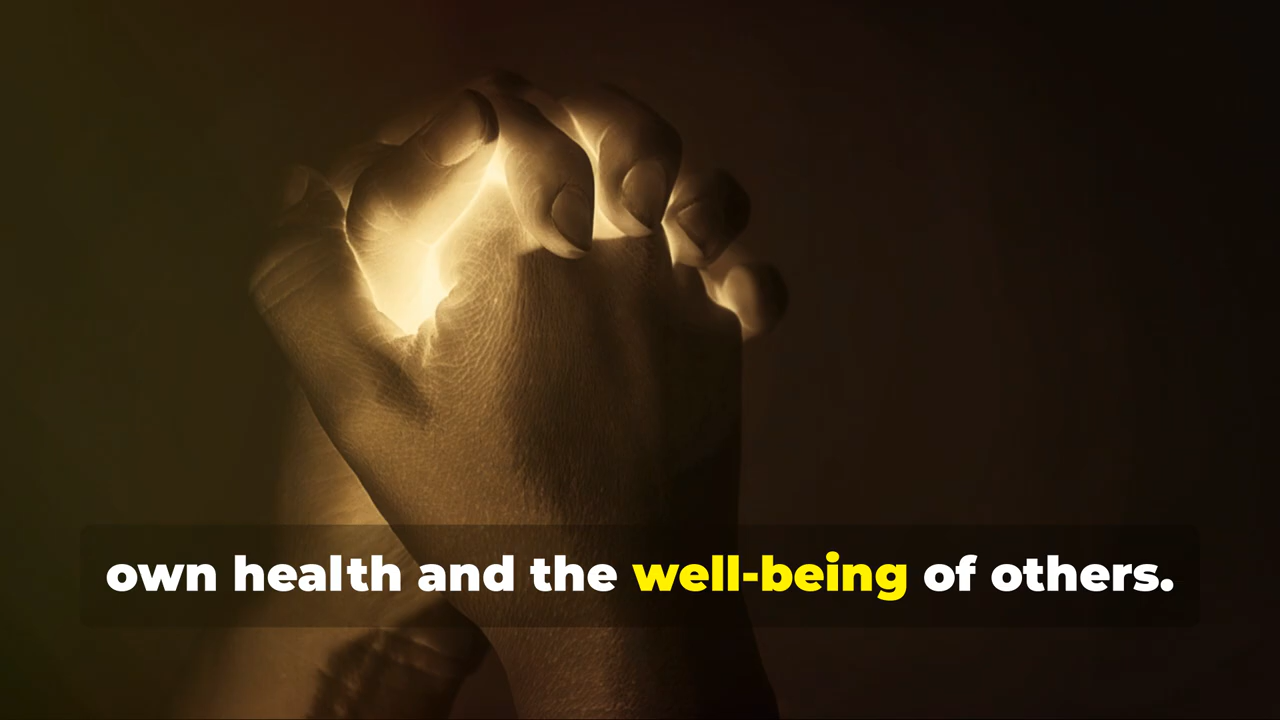 own health and the well-being of others.